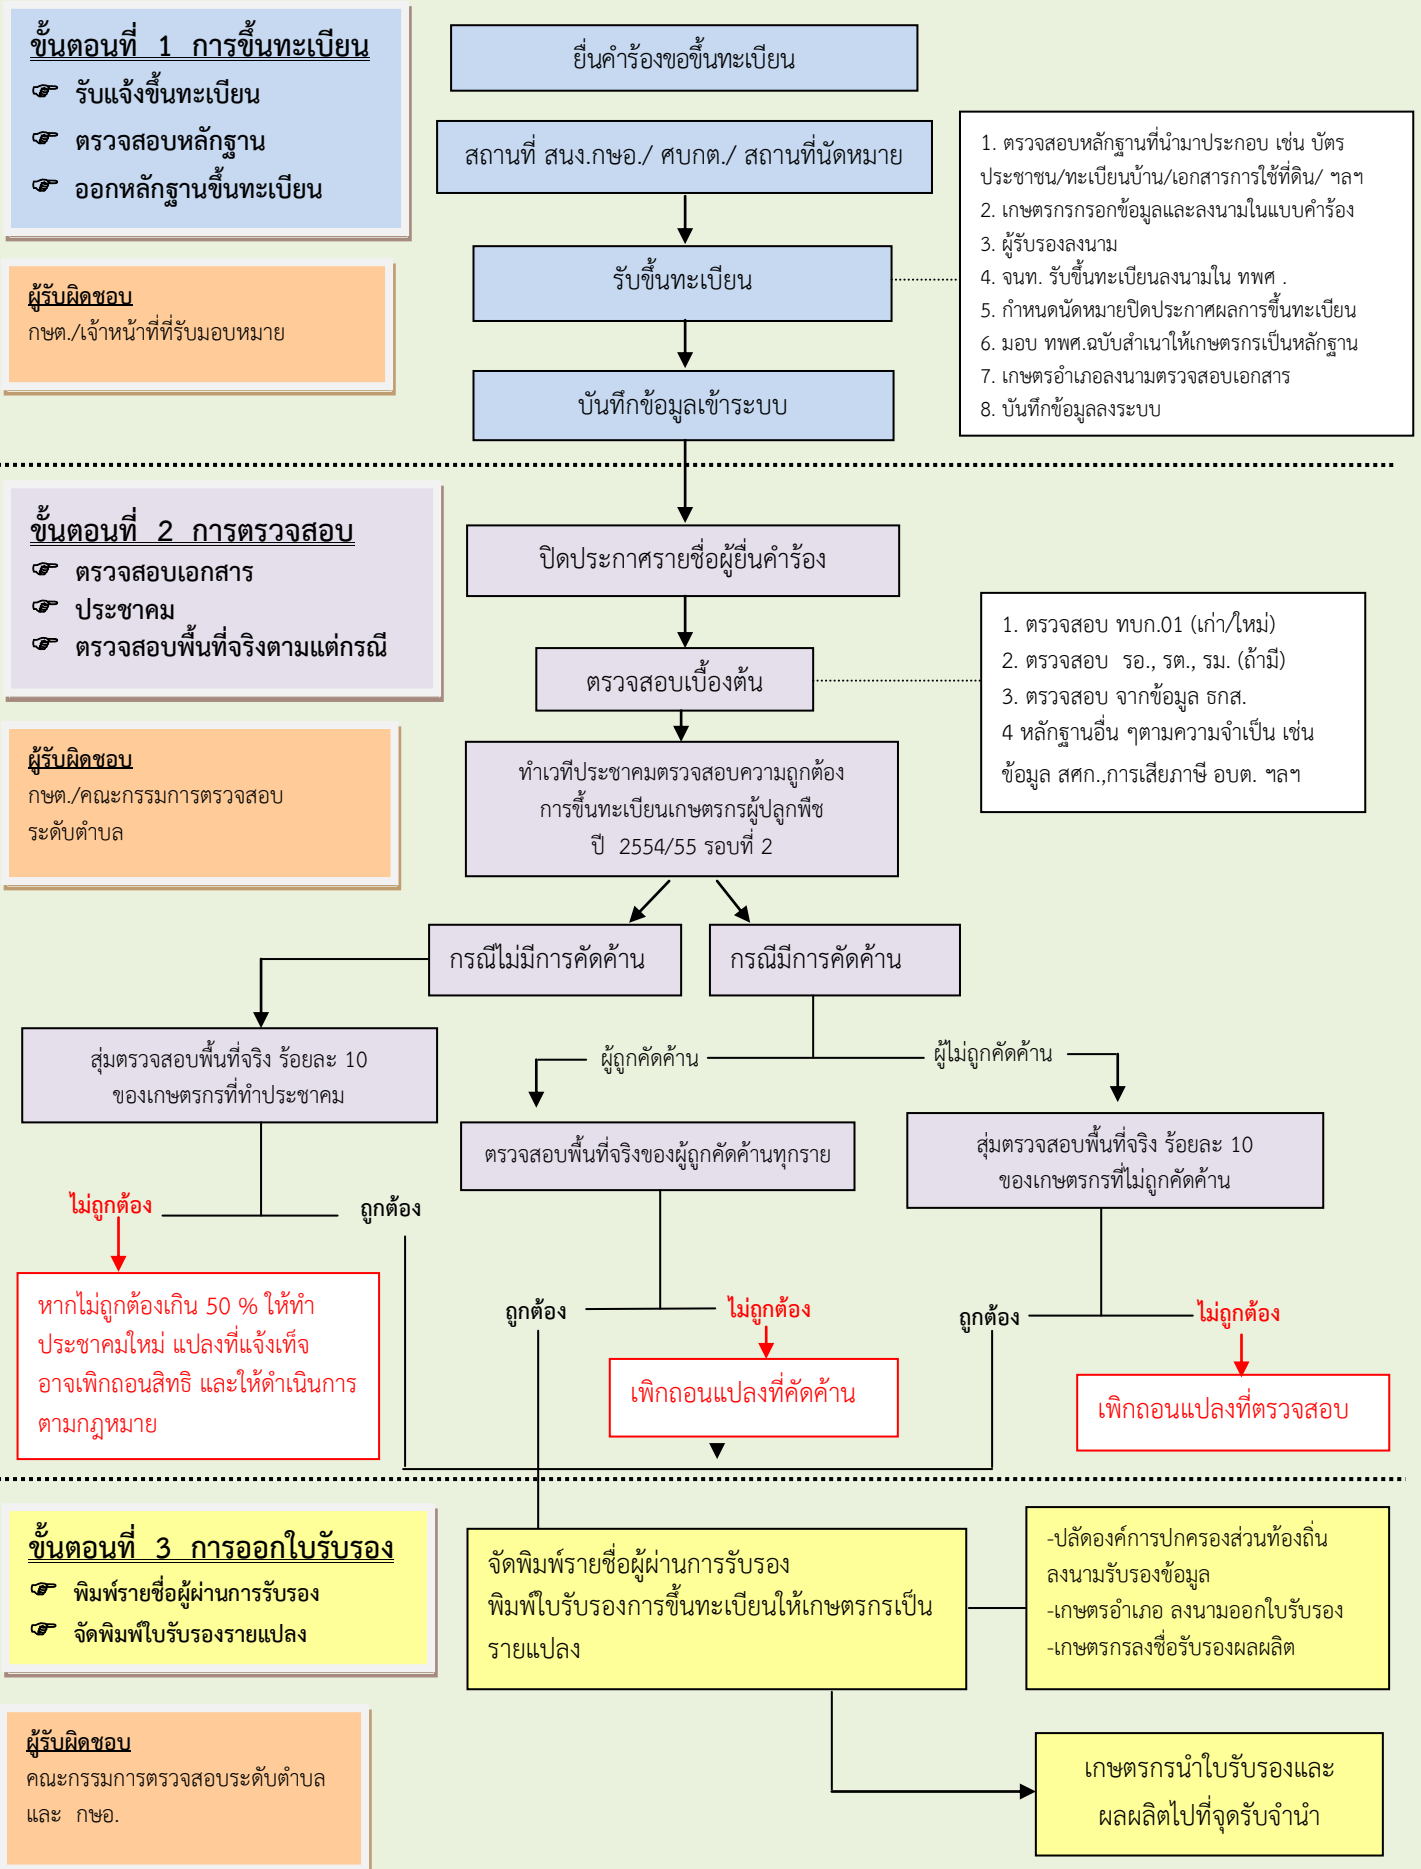 ขั้นตอนที่ 1 การขึ้นทะเบียน
☞ รับแจ้งขึ้นทะเบียน
☞ ตรวจสอบหลักฐาน
☞ ออกหลักฐานขึ้นทะเบียน
ผู้รับผิดชอบ
กษต./เจ้าหน้าที่ที่รับมอบหมาย
ยื่นคำร้องขอขึ้นทะเบียน
สถานที่ สนง.กษอ./ ศบกต./ สถานที่นัดหมาย
รับขึ้นทะเบียน
บันทึกข้อมูลเข้าระบบ
1. ตรวจสอบหลักฐานที่นำมาประกอบ เช่น บัตร
ประชาชน/ทะเบียนบ้าน/เอกสารการใช้ที่ดิน/ ฯลฯ
2. เกษตรกรกรอกข้อมูลและลงนามในแบบคำร้อง
3. ผู้รับรองลงนาม
4. จนท. รับขึ้นทะเบียนลงนามใน ทพศ .
5. กำหนดนัดหมายปิดประกาศผลการขึ้นทะเบียน
6. มอบ ทพศ.ฉบับสำเนาให้เกษตรกรเป็นหลักฐาน
7. เกษตรอำเภอลงนามตรวจสอบเอกสาร
8. บันทึกข้อมูลลงระบบ
ขั้นตอนที่ 2 การตรวจสอบ
☞ ตรวจสอบเอกสาร
☞ ประชาคม
☞ ตรวจสอบพื้นที่จริงตามแต่กรณี
ผู้รับผิดชอบ
กษต./คณะกรรมการตรวจสอบ
ระดับตำบล
ปิดประกาศรายชื่อผู้ยื่นคำร้อง
ตรวจสอบเบื้องต้น
1. ตรวจสอบ ทบก.01 (เก่า/ใหม่)
2. ตรวจสอบ รอ., รต., รม. (ถ้ามี)
3. ตรวจสอบ จากข้อมูล ธกส.
4 หลักฐานอื่น ๆตามความจำเป็น เช่น
ข้อมูล สศก.,การเสียภาษี อบต. ฯลฯ
ทำเวทีประชาคมตรวจสอบความถูกต้อง
การขึ้นทะเบียนเกษตรกรผู้ปลูกพืช
ปี 2554/55 รอบที่ 2
กรณีไม่มีการคัดค้าน
กรณีมีการคัดค้าน
สุ่มตรวจสอบพื้นที่จริง ร้อยละ 10
ของเกษตรกรที่ทำประชาคม
ผู้ถูกคัดค้าน
ผู้ไม่ถูกคัดค้าน
ตรวจสอบพื้นที่จริงของผู้ถูกคัดค้านทุกราย
สุ่มตรวจสอบพื้นที่จริง ร้อยละ 10
ของเกษตรกรที่ไม่ถูกคัดค้าน
ไม่ถูกต้อง
ถูกต้อง
หากไม่ถูกต้องเกิน 50 % ให้ทำ
ประชาคมใหม่ แปลงที่แจ้งเท็จ
อาจเพิกถอนสิทธิ และให้ดำเนินการ
ตามกฎหมาย
ถูกต้อง
ไม่ถูกต้อง
เพิกถอนแปลงที่คัดค้าน
ถูกต้อง
ไม่ถูกต้อง
เพิกถอนแปลงที่ตรวจสอบ
ขั้นตอนที่ 3 การออกใบรับรอง
☞ พิมพ์รายชื่อผู้ผ่านการรับรอง
☞ จัดพิมพ์ใบรับรองรายแปลง
ผู้รับผิดชอบ
คณะกรรมการตรวจสอบระดับตำบล
และ กษอ.
จัดพิมพ์รายชื่อผู้ผ่านการรับรอง
พิมพ์ใบรับรองการขึ้นทะเบียนให้เกษตรกรเป็น
รายแปลง
-ปลัดองค์การปกครองส่วนท้องถิ่น
ลงนามรับรองข้อมูล
-เกษตรอำเภอ ลงนามออกใบรับรอง
-เกษตรกรลงชื่อรับรองผลผลิต
เกษตรกรนำใบรับรองและ
ผลผลิตไปที่จุดรับจำนำ